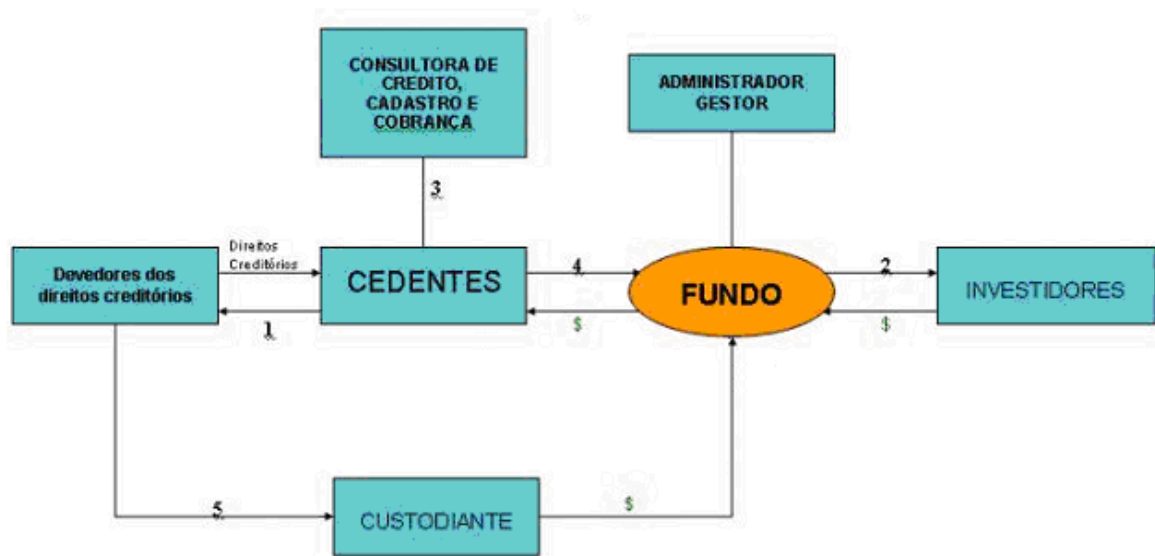 CONSULTORA DE
CRÉDITO,
CADASTRO E
COBRANÇA
ADMINISTRADOR
GESTOR
3
Devedores dos
direitos creditórios
Direitos
Creditórios
CEDENTES
4
FUNDO
2
INVESTIDORES
1
$
$
5
CUSTODIANTE
$